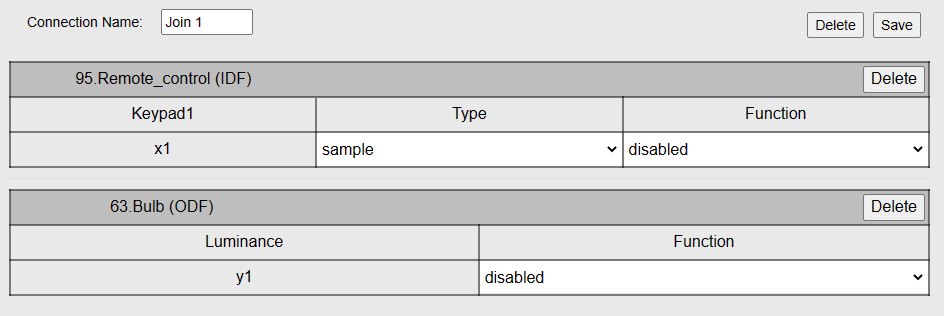 Connection Name: Join 1 Delete Save
95.Remote_control (IDF) Delete
Keypad1 Type Function
x1 sample disabled
63.Bulb (ODF) Delete
Luminance Function
y1 disabled